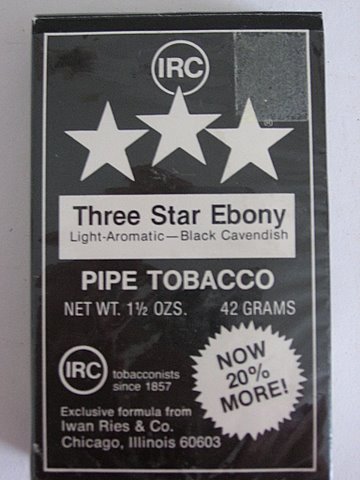 IRC
®
Three Star Ebony
Light-Aromatic—Black Cavendish
PIPE TOBACCO
NET WT. 1½ OZS. 42 GRAMS
NOW
20%
MORE!
IRC tobacconists
since 1857
Exclusive formula from
Iwan Ries & Co.
Chicago, Illinois 60603